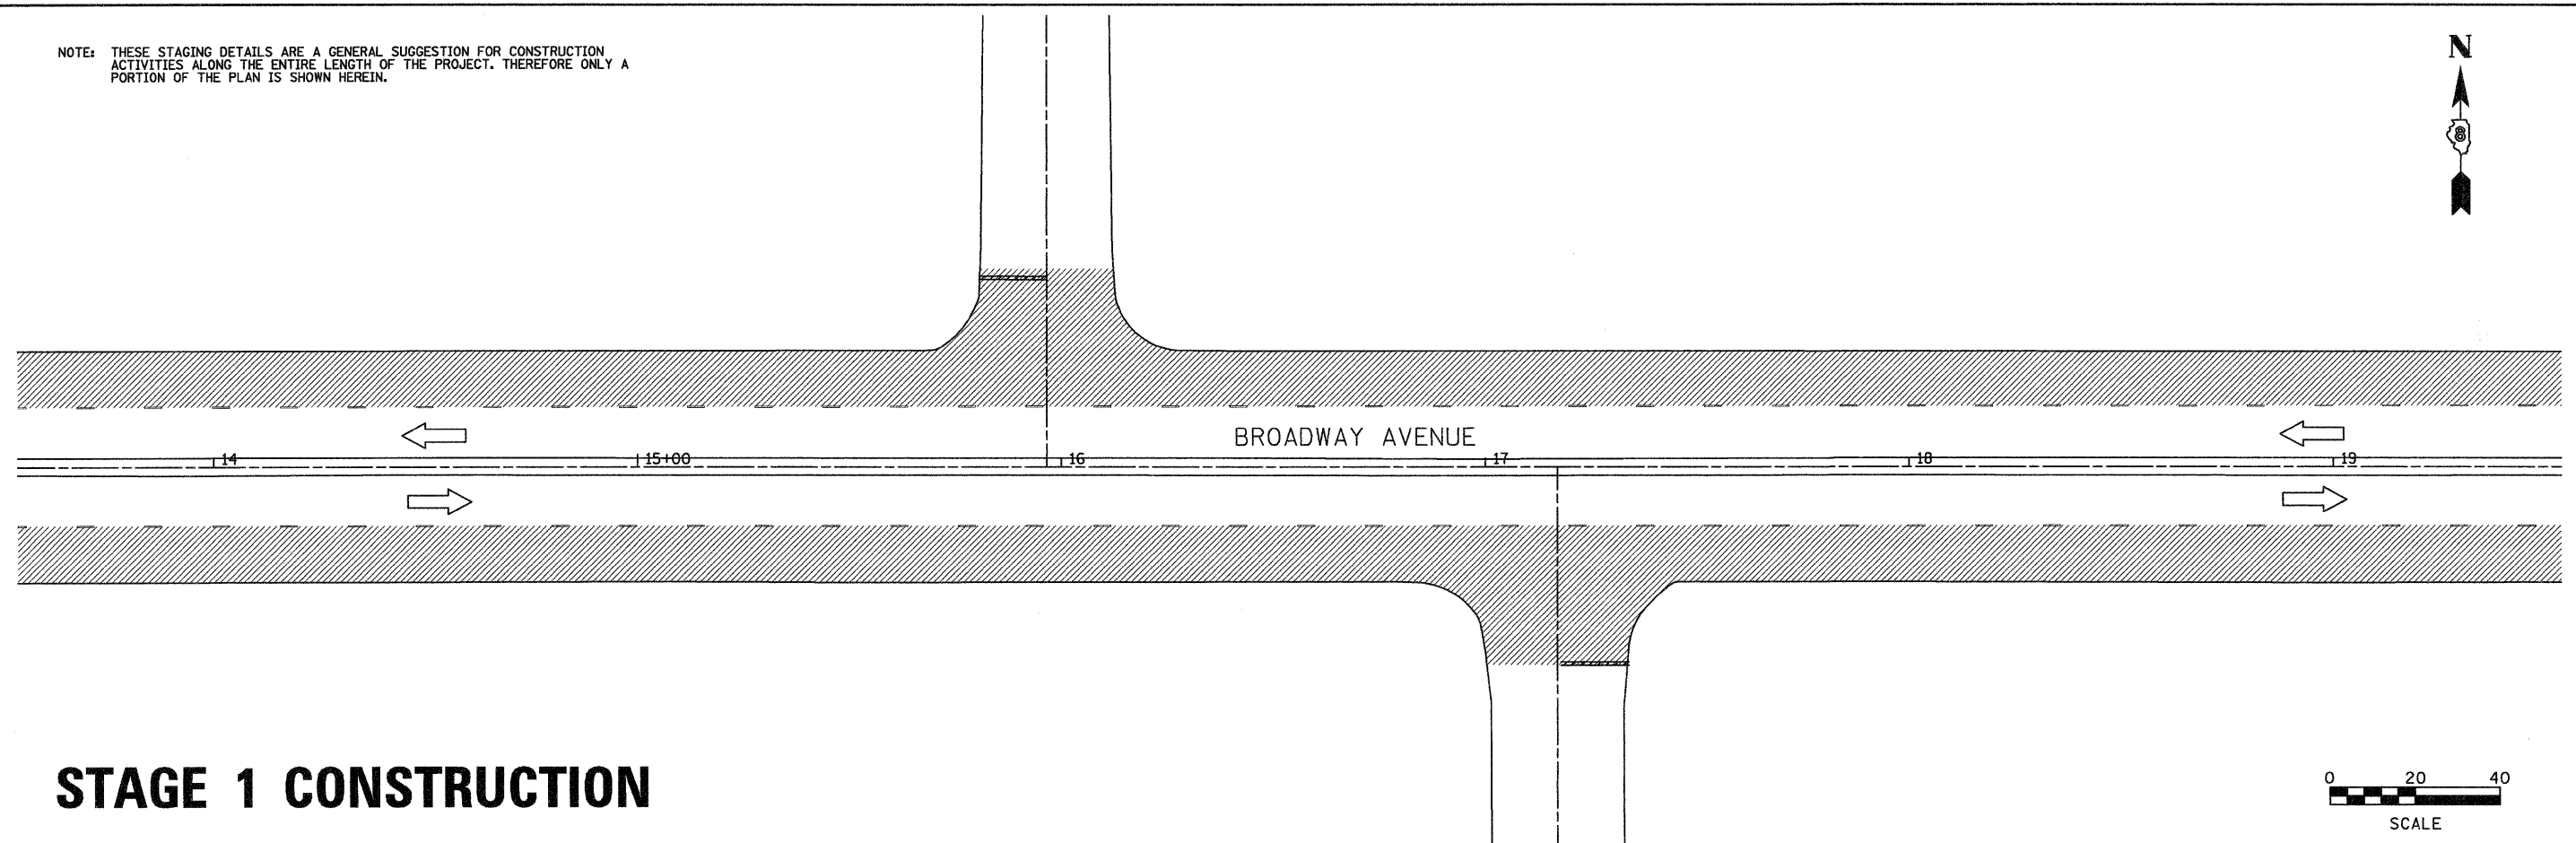 NOTE: THESE STAGING DETAILS ARE A GENERAL SUGGESTION FOR CONSTRUCTION
ACTIVITIES ALONG THE ENTIRE LENGTH OF THE PROJECT. THEREFORE ONLY A
PORTION OF THE PLAN IS SHOWN HEREIN.
N
8
BROADWAY AVENUE
14 15+00 16 17 18 19
STAGE 1 CONSTRUCTION
0 20 40
SCALE